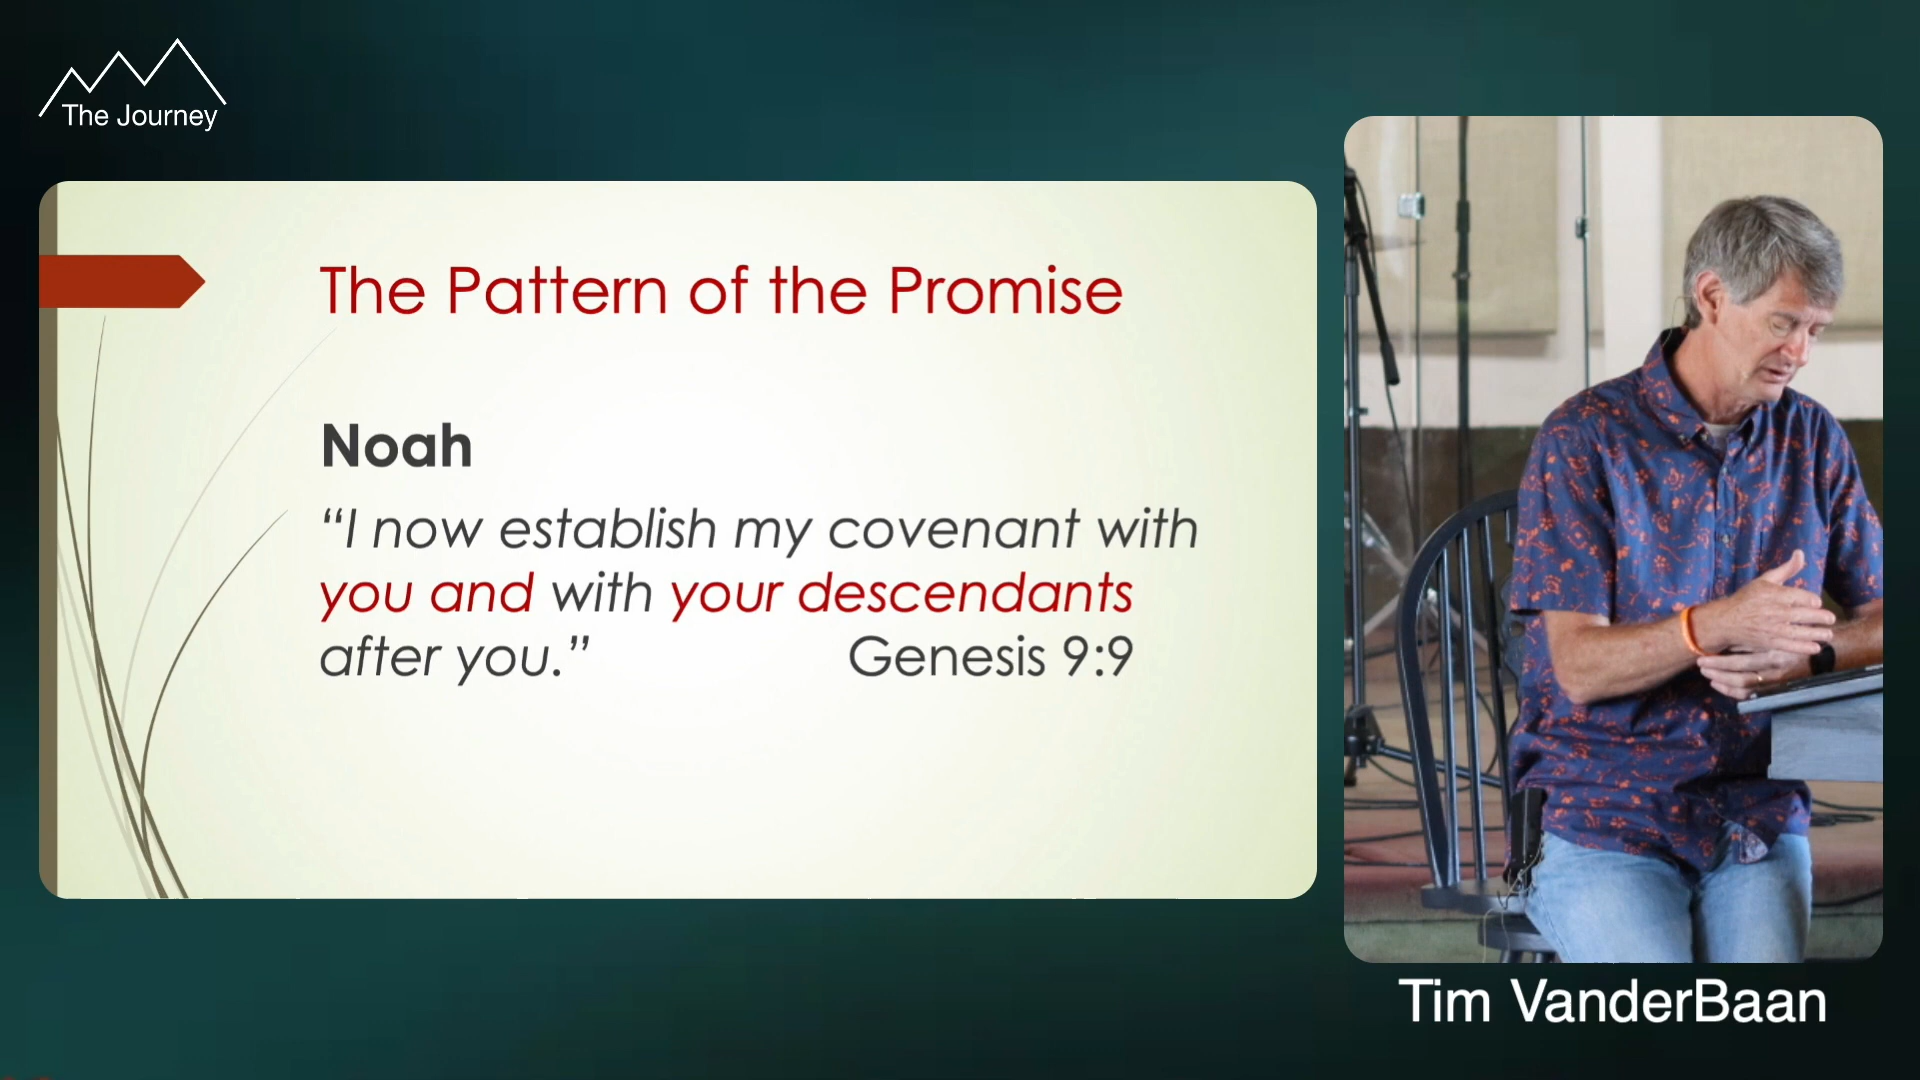 The Journey
The Pattern of the Promise
Noah
“I now establish my covenant with
you and with your descendants
after you.” Genesis 9:9
Tim VanderBaan